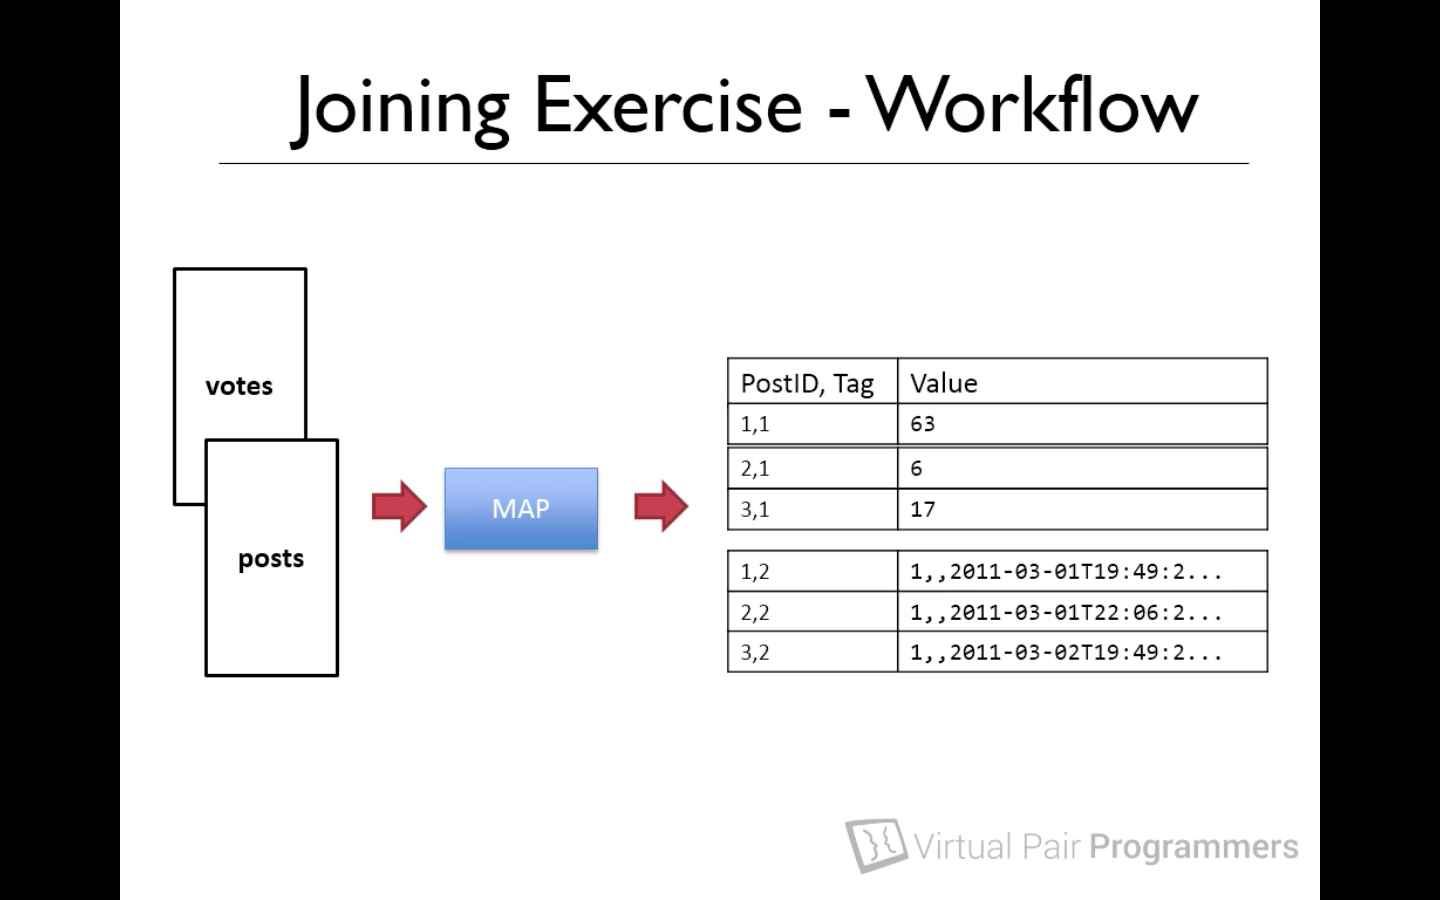 Joining Exercise - Workflow
votes
posts
MAP
PostID, Tag Value
1,1 63
2,1 6
3,1 17
1,2 1,,2011-03-01T19:49:2...
2,2 1,,2011-03-01T22:06:2...
3,2 1,,2011-03-02T19:49:2...
Virtual Pair Programmers